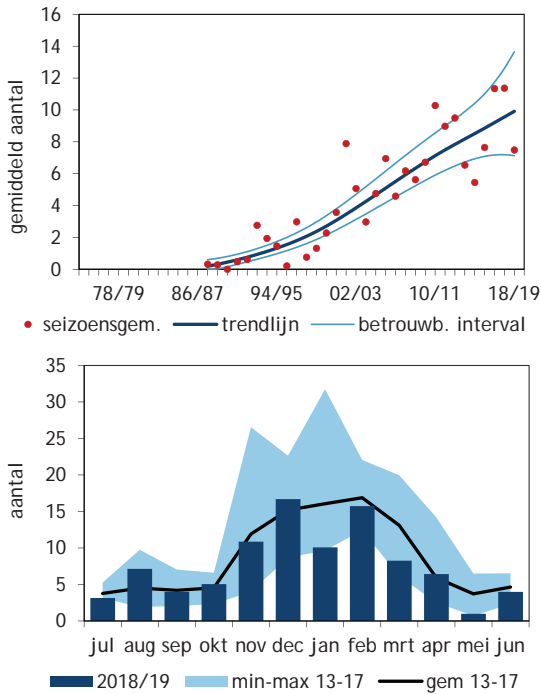 16
14
12
10
8
6
4
2
0
gemiddeld aantal
78/79 86/87 94/95 02/03 10/11 18/19
seizoensgem. trendlijn betrouwb. interval
35
30
25
20
15
10
5
0
aantal
jul aug sep okt nov dec jan feb mrt apr mei jun
2018/19 min-max 13-17 gem 13-17